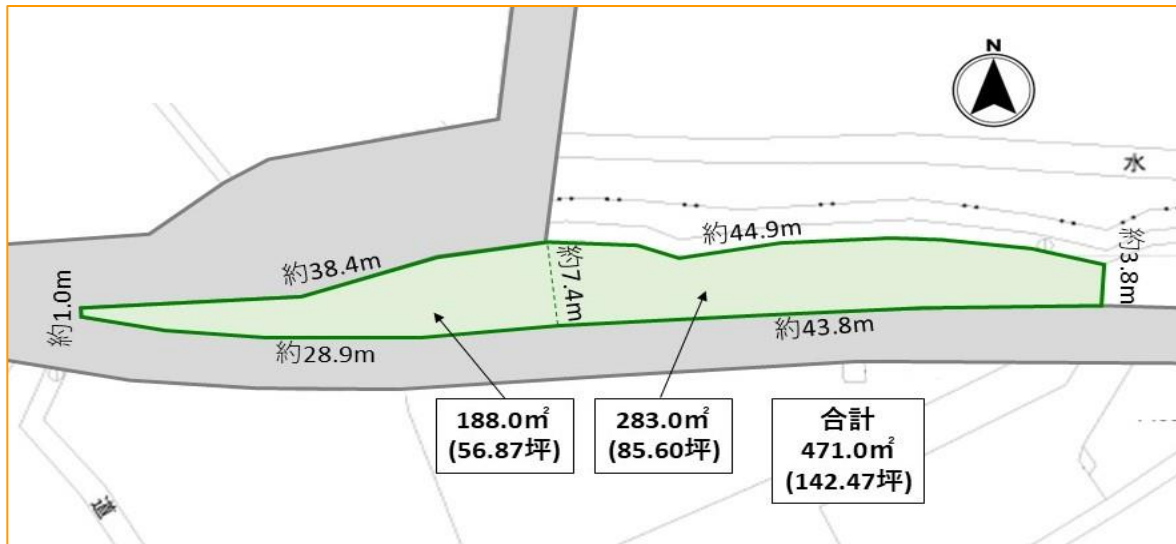 N
水
約44.9m
約38.4m
約7.4m
約3.8m
約1.0m
約43.8m
約28.9m
188.0㎡
(56.87坪)
283.0㎡
(85.60坪)
合計
471.0㎡
(142.47坪)
道